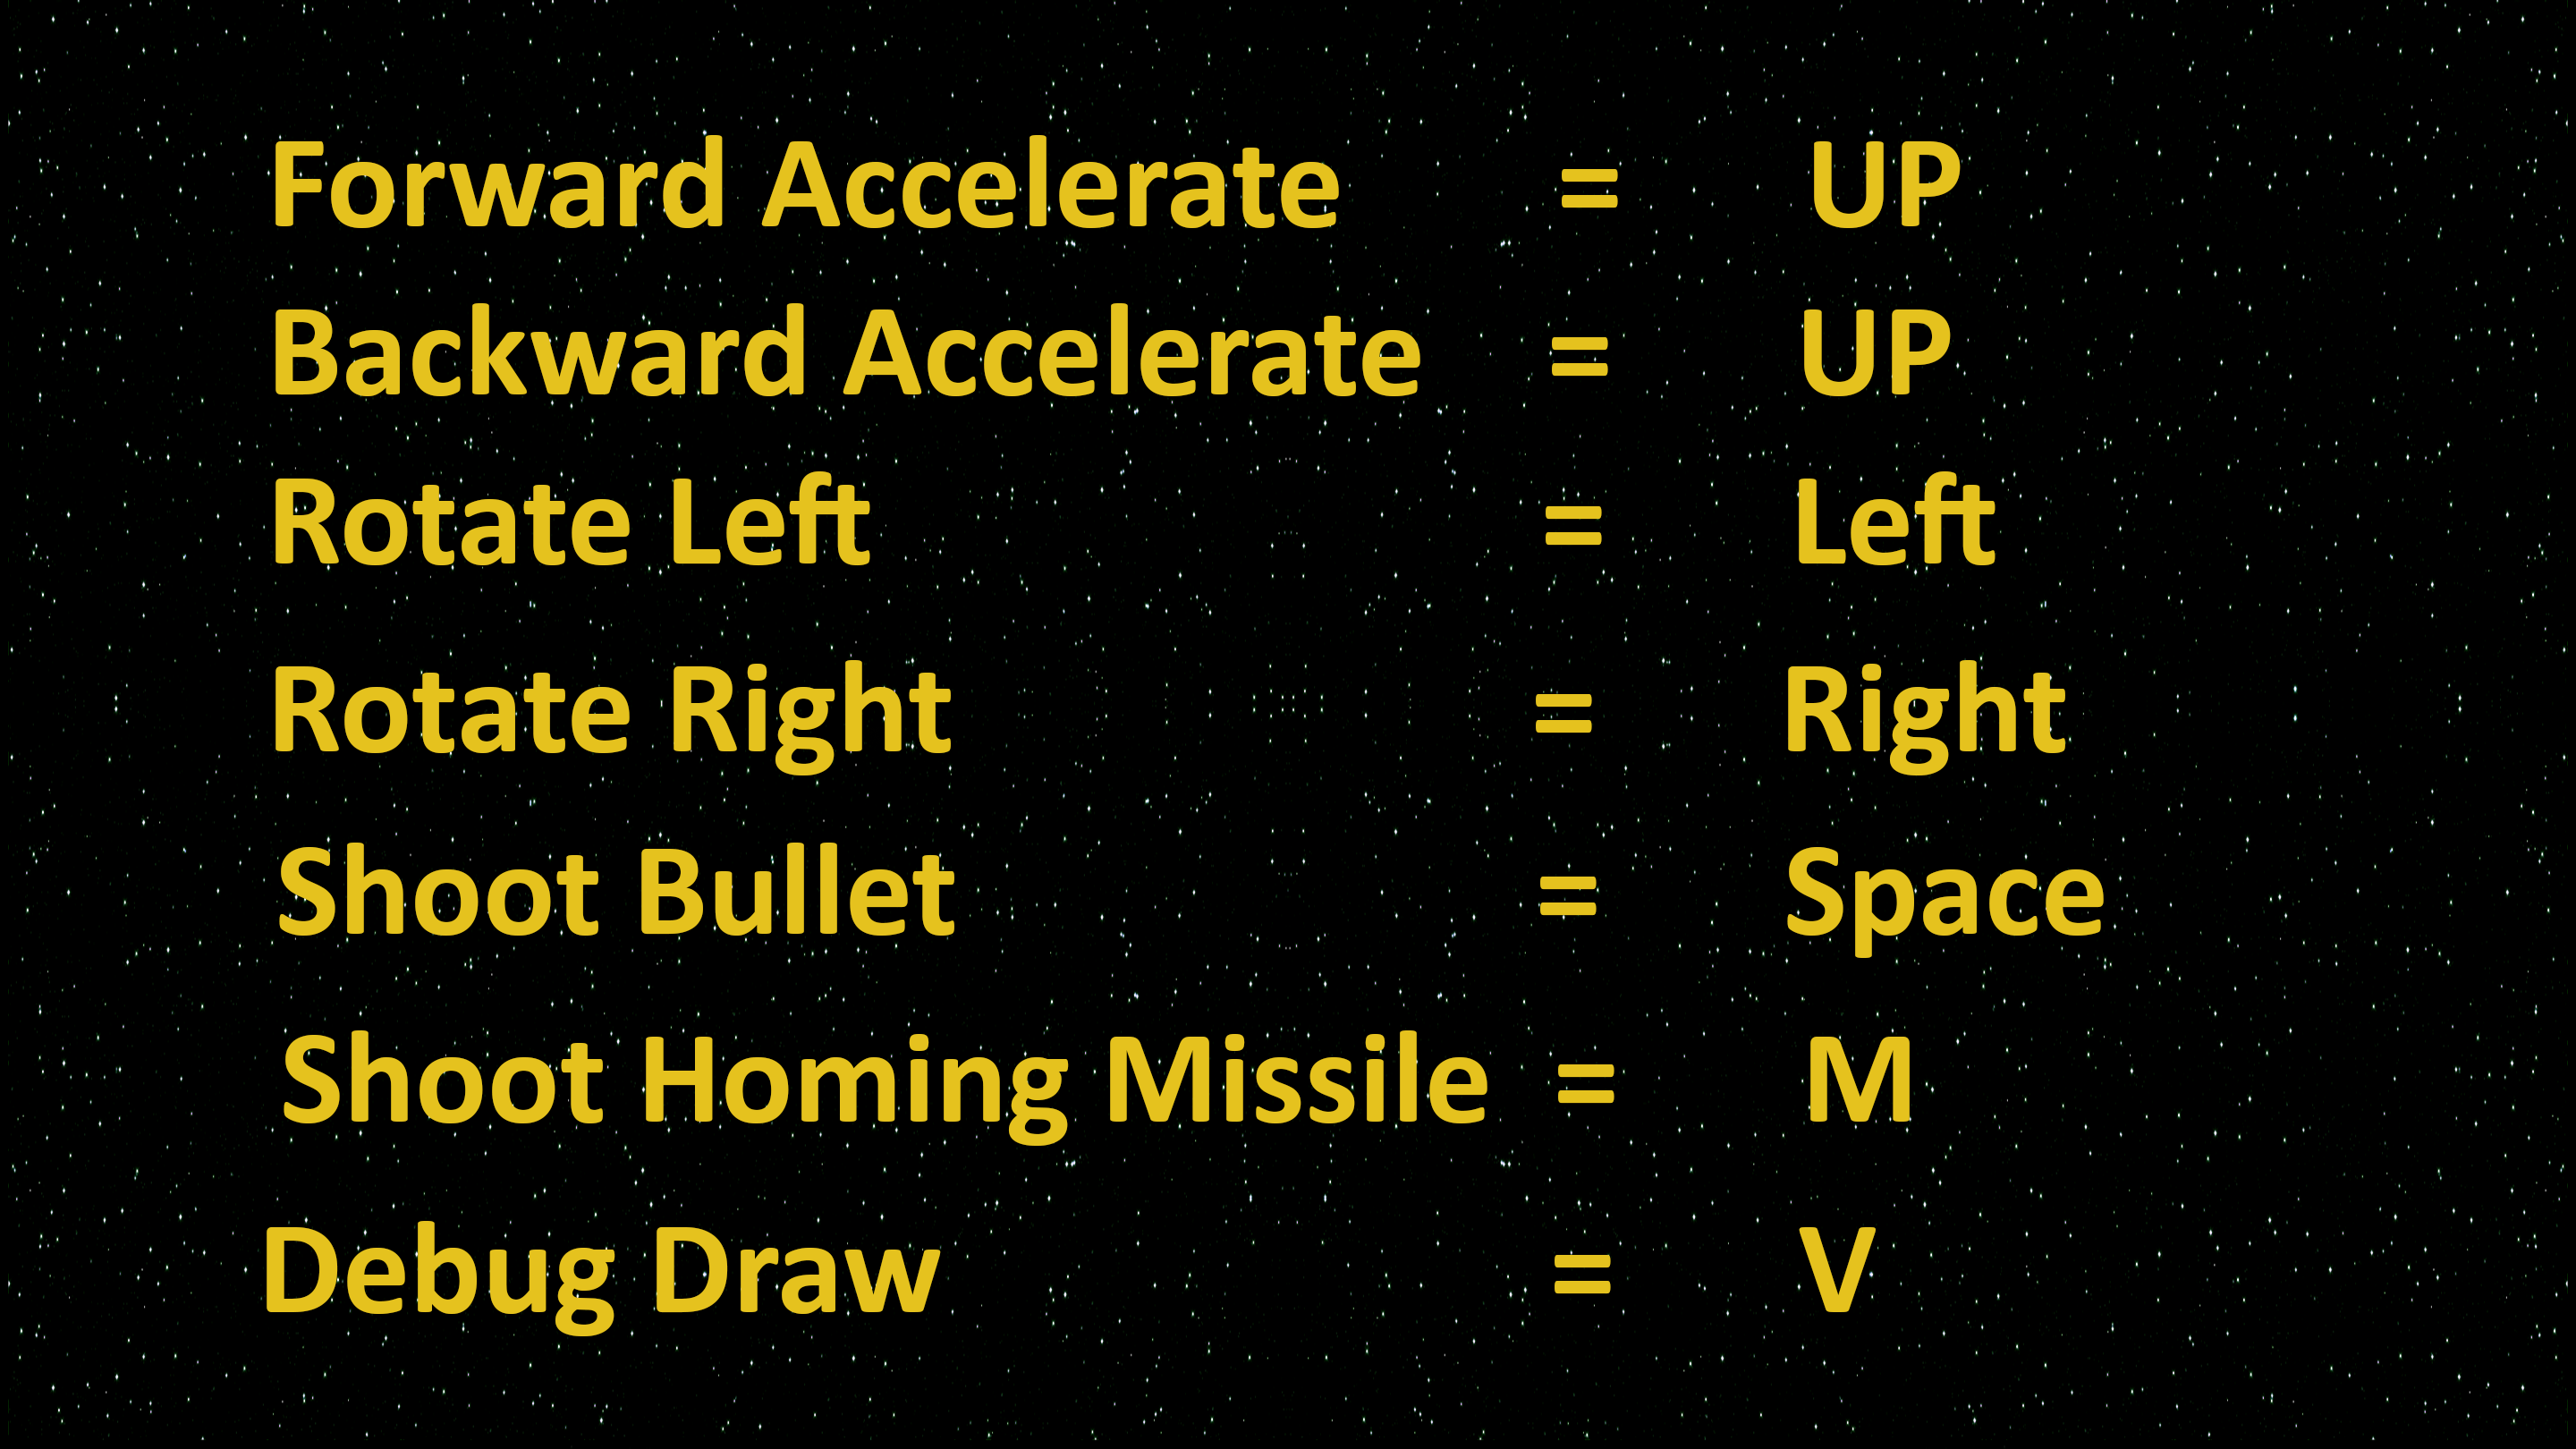 Forward Accelerate = UP
Backward Accelerate = UP
Rotate Left = Left
Rotate Right = Right
Shoot Bullet = Space
Shoot Homing Missile = M
Debug Draw = V